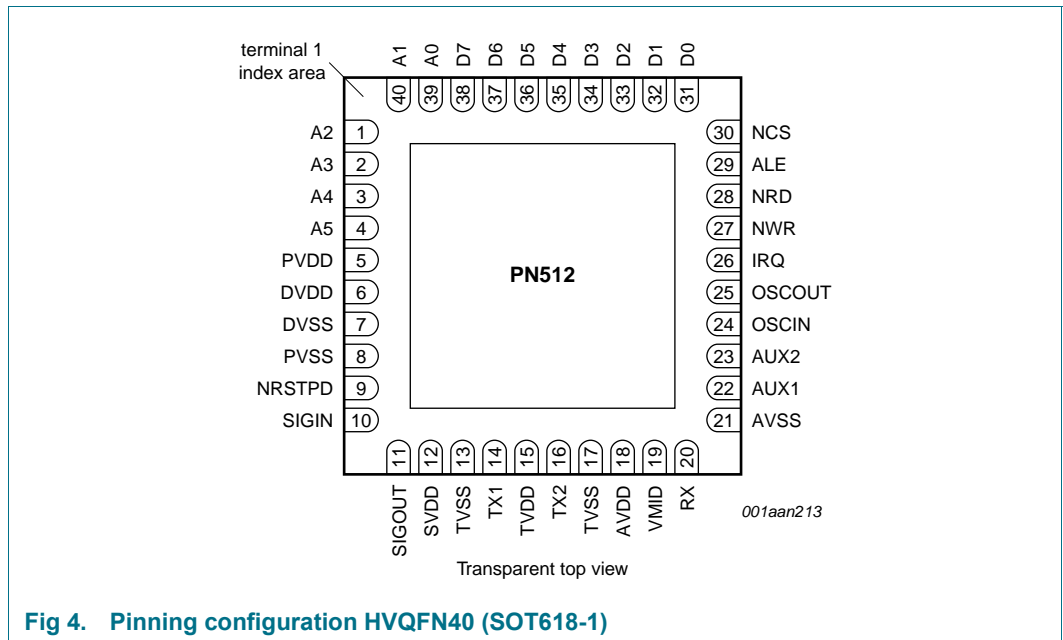 terminal 1
index area
A1
A0
D7
D6
D5
D4
D3
D2
D1
D0
40
39
38
37
36
35
34
33
32
31
A2 1
A3 2
A4 3
A5 4
PVDD 5
DVDD 6
DVSS 7
PVSS 8
NRSTPD 9
SIGIN 10
PN512
30 NCS
29 ALE
28 NRD
27 NWR
26 IRQ
25 OSCOUT
24 OSCIN
23 AUX2
22 AUX1
21 AVSS
11
12
13
14
15
16
17
18
19
20
SIGOUT
SVDD
TVSS
TX1
TVDD
TX2
TVSS
AVDD
VMID
RX
001aan213
Transparent top view
Fig 4. Pinning configuration HVQFN40 (SOT618-1)